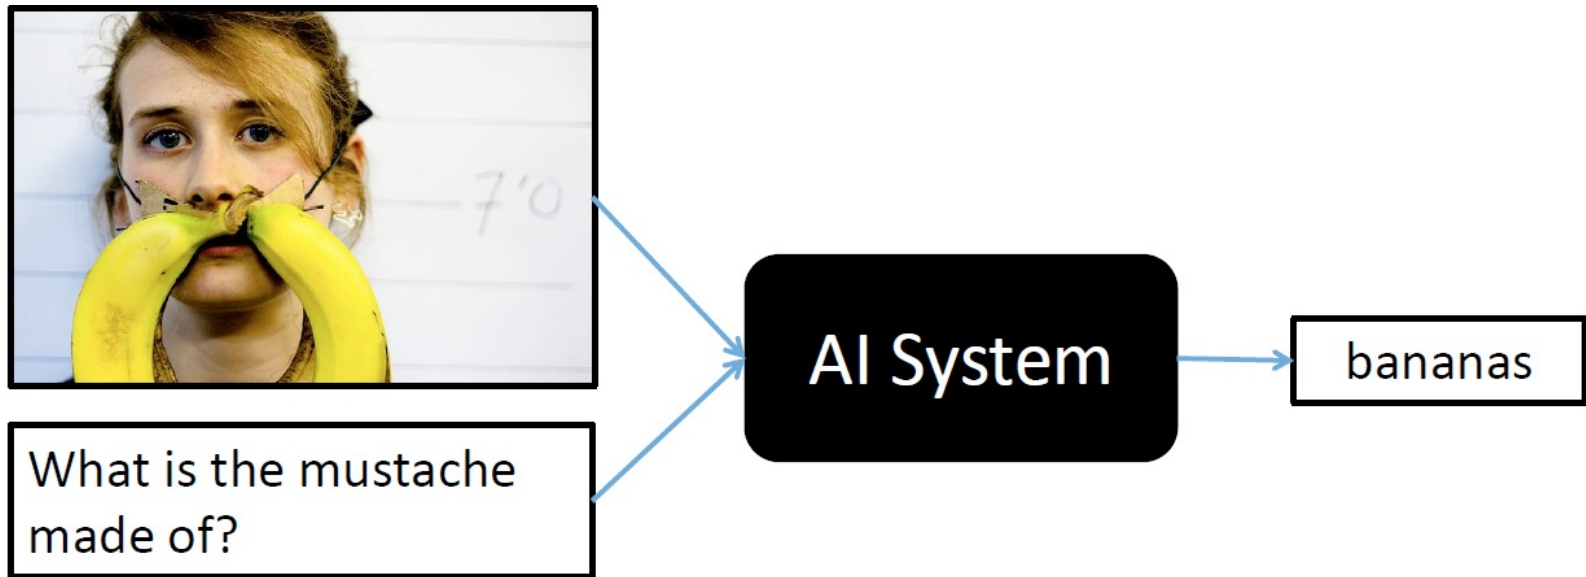 7'0
What is the mustache
made of?
AI System
bananas